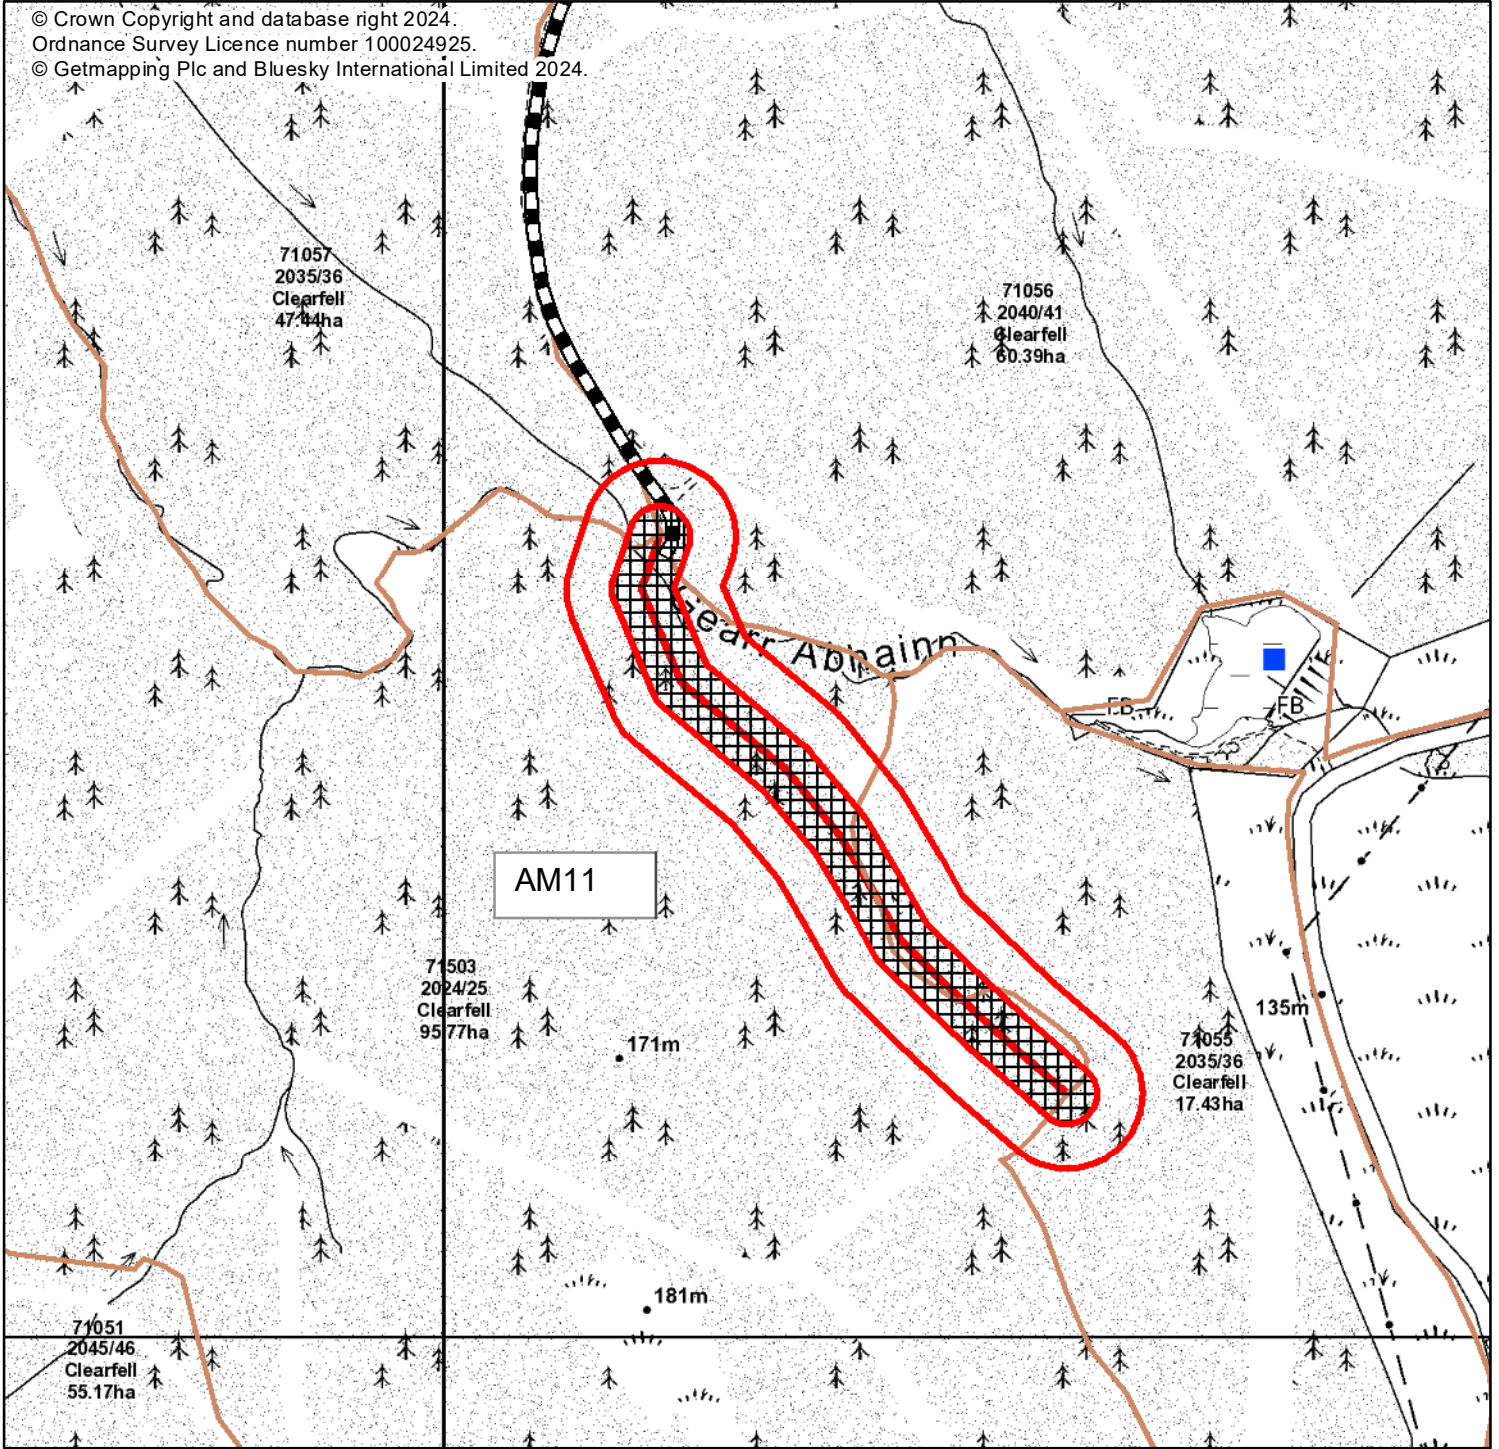 © Crown Copyright and database right 2024.
Ordnance Survey Licence number 100024925.
© Getmapping Plc and Bluesky International Limited 2024.
71057
2035/36
Clearfell
47.44ha
71056
2040/41
Clearfell
60.39ha
Gearr Abhainn
FB
FB
AM11
71503
2024/25
Clearfell
95.77ha
171m
135m
71055
2035/36
Clearfell
17.43ha
181m
71051
2045/46
Clearfell
55.17ha